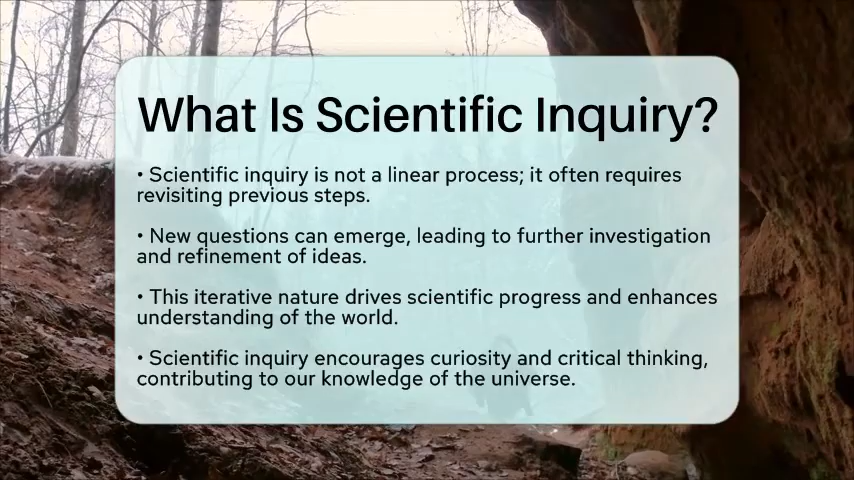 What Is Scientific Inquiry?
• Scientific inquiry is not a linear process; it often requires
revisiting previous steps.
• New questions can emerge, leading to further investigation
and refinement of ideas.
• This iterative nature drives scientific progress and enhances
understanding of the world.
• Scientific inquiry encourages curiosity and critical thinking,
contributing to our knowledge of the universe.